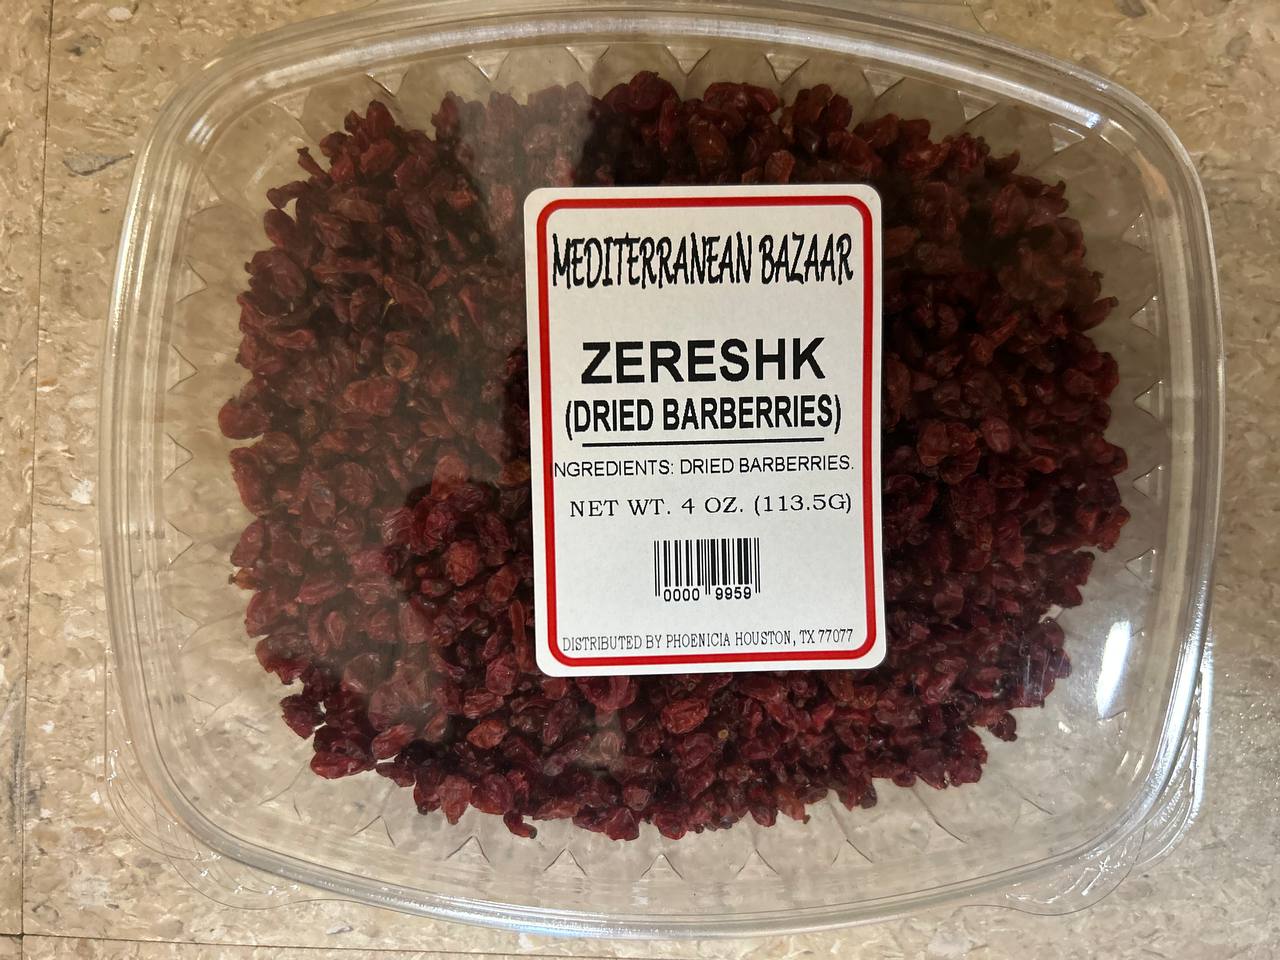 MEDITERRANEAN BAZAAR
ZERESHK
(DRIED BARBERRIES)
NGREDIENTS: DRIED BARBERRIES.
NET WT. 4 OZ. (113.5G)
0000 9959
DISTRIBUTED BY PHOENICIA HOUSTON, TX 77077